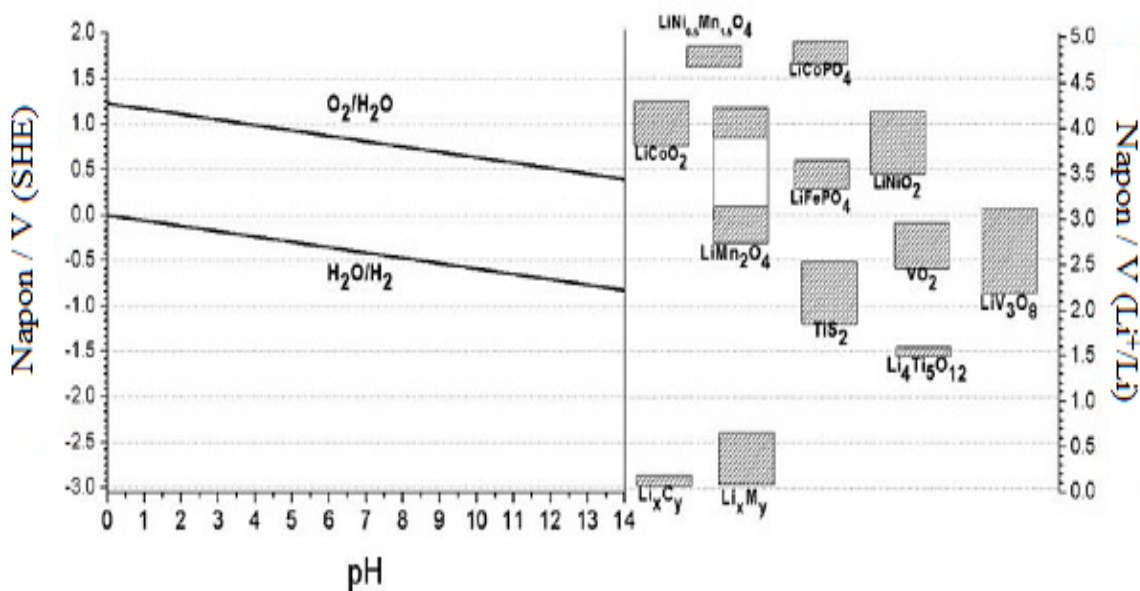 Napon / V (SHE)
2.0
1.5
1.0
0.5
0.0
-0.5
-1.0
-1.5
-2.0
-2.5
-3.0
O₂/H₂O
H₂O/H₂
0 1 2 3 4 5 6 7 8 9 10 11 12 13 14
pH
LiNi₀.₅Mn₁.₅O₄
LiCoPO₄
LiCoO₂
LiFePO₄
LiNiO₂
LiMn₂O₄
VO₂
LiV₃O₈
TiS₂
Li₄Ti₅O₁₂
LiₓCᵧ
LiₓMᵧ
5.0
4.5
4.0
3.5
3.0
2.5
2.0
1.5
1.0
0.5
0.0
Napon / V (Li⁺/Li)